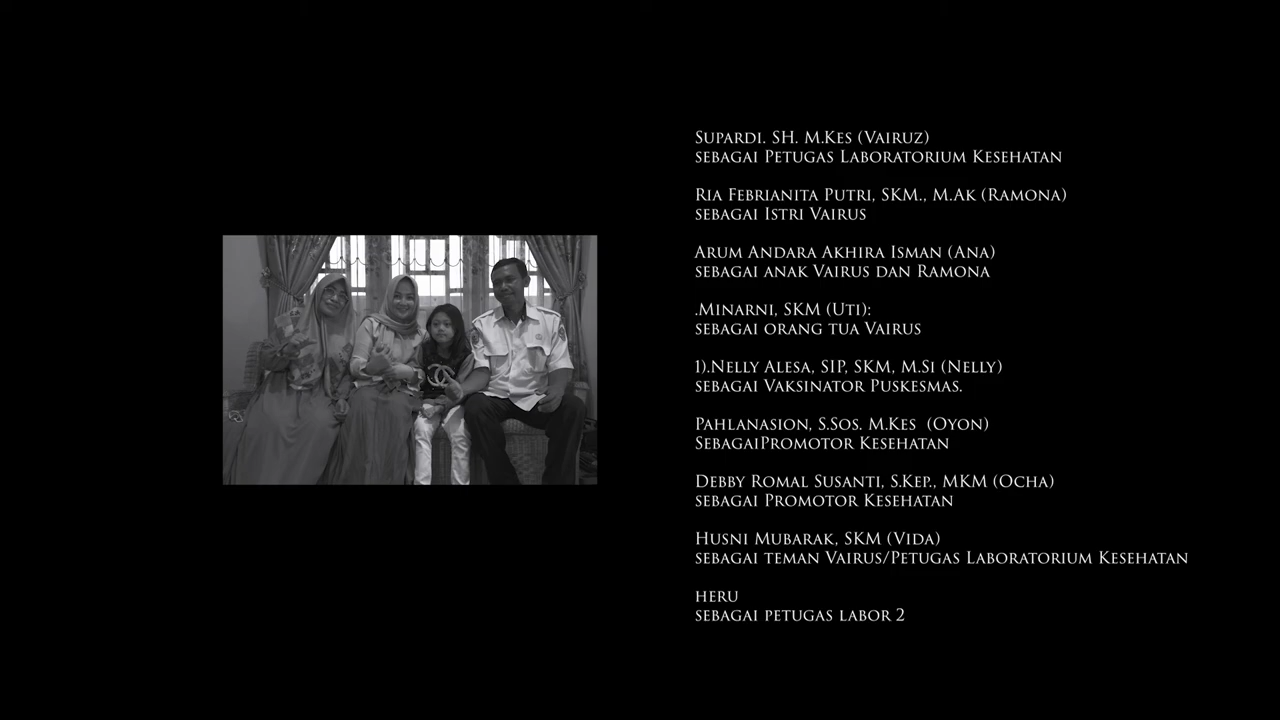 Supardi. SH. M.Kes (Vairuz)
sebagai Petugas Laboratorium Kesehatan
Ria Febrianita Putri, SKM., M.Ak (Ramona)
sebagai Istri Vairus
Arum Andara Akhira Isman (Ana)
sebagai anak Vairus dan Ramona
.Minarni, SKM (Uti):
sebagai orang tua Vairus
1).Nelly Alesa, SIP, SKM, M.Si (Nelly)
sebagai Vaksinator Puskesmas.
Pahlanasion, S.Sos. M.Kes  (Oyon)
SebagaiPromotor Kesehatan
Debby Romal Susanti, S.Kep., MKM (Ocha)
sebagai Promotor Kesehatan
Husni Mubarak, SKM (Vida)
sebagai teman Vairus/Petugas Laboratorium Kesehatan
heru
sebagai petugas labor 2